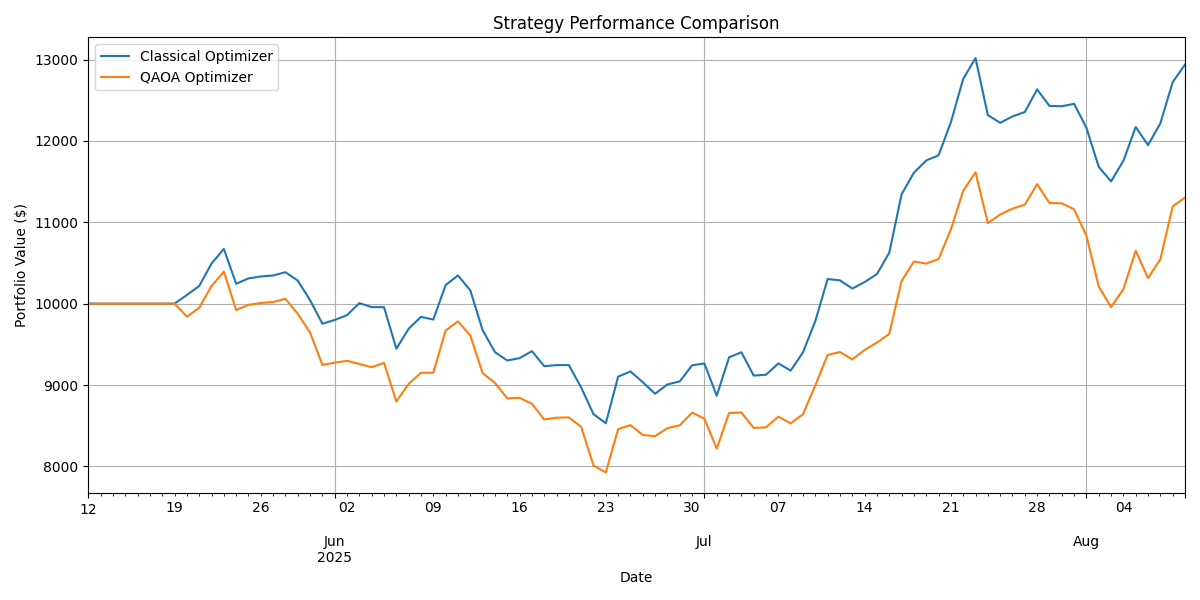 Strategy Performance Comparison
Classical Optimizer
QAOA Optimizer
Portfolio Value ($)
13000
12000
11000
10000
9000
8000
12 19 26 02 09 16 23 30 07 14 21 28 04
Jun Jul Aug
2025
Date